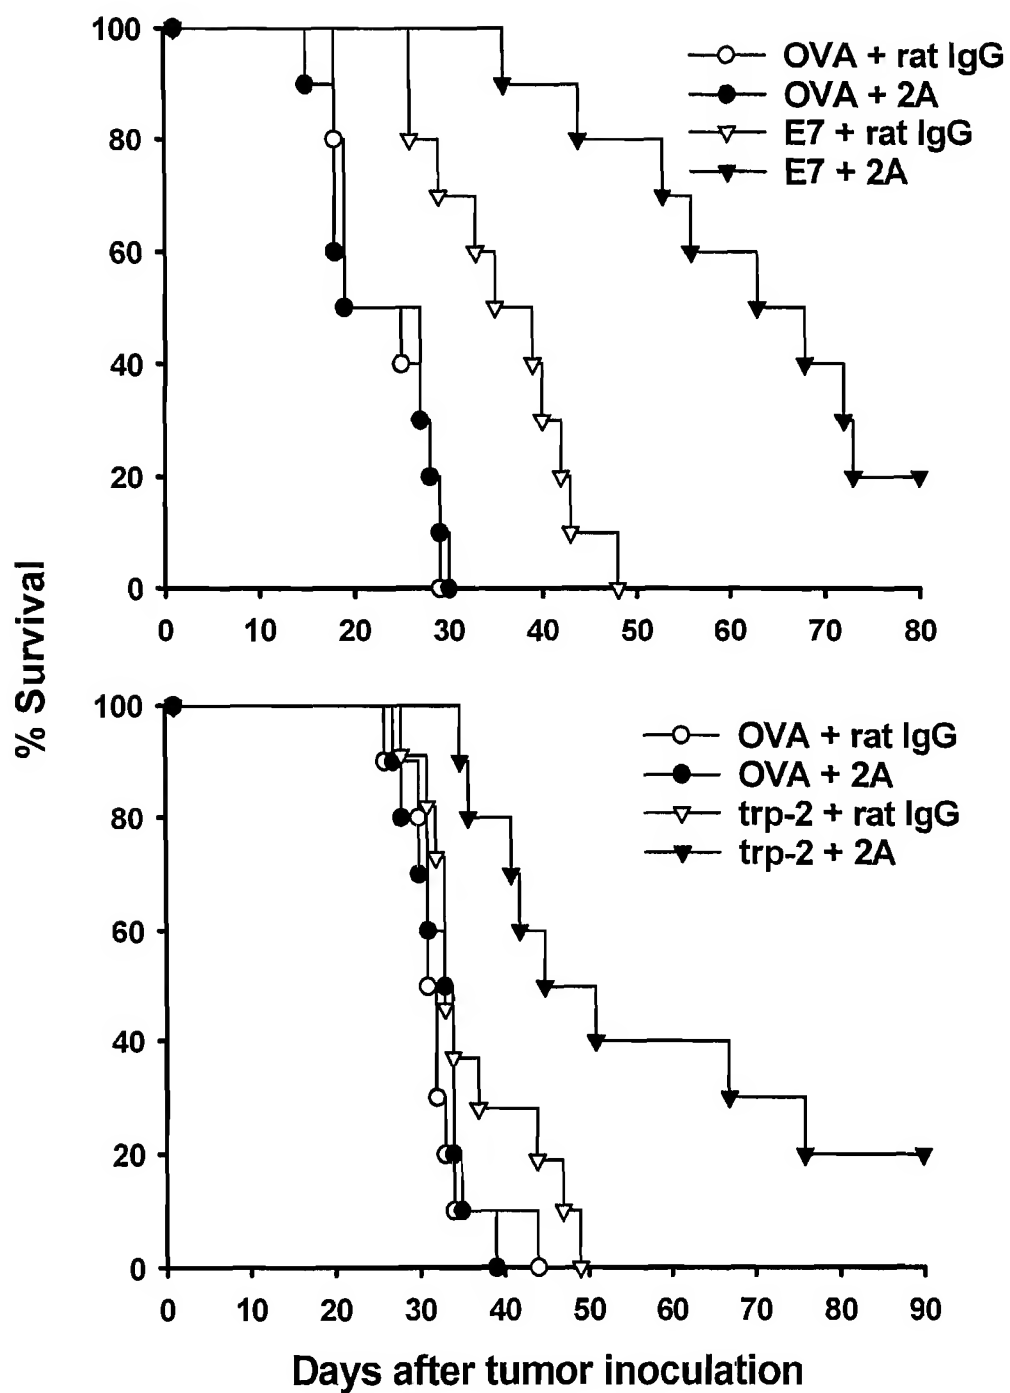 100
80
60
40
20
0
0 10 20 30 40 50 60 70 80
OVA + rat IgG
OVA + 2A
E7 + rat IgG
E7 + 2A
% Survival
100
80
60
40
20
0
0 10 20 30 40 50 60 70 80 90
OVA + rat IgG
OVA + 2A
trp-2 + rat IgG
trp-2 + 2A
Days after tumor inoculation